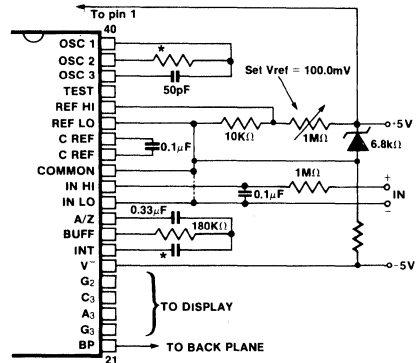 To pin 1
40
OSC 1
OSC 2
*
OSC 3
50pF
TEST
Set Vref = 100.0mV
REF HI
REF LO
+5V
10KΩ
1MΩ
6.8kΩ
C REF
0.1µF
C REF
COMMON
1MΩ
IN HI
+
0.1µF
IN
IN LO
−
0.33µF
A/Z
BUFF
180KΩ
INT
*
V−
−5V
G2
C3
TO DISPLAY
A3
G3
BP
TO BACK PLANE
21